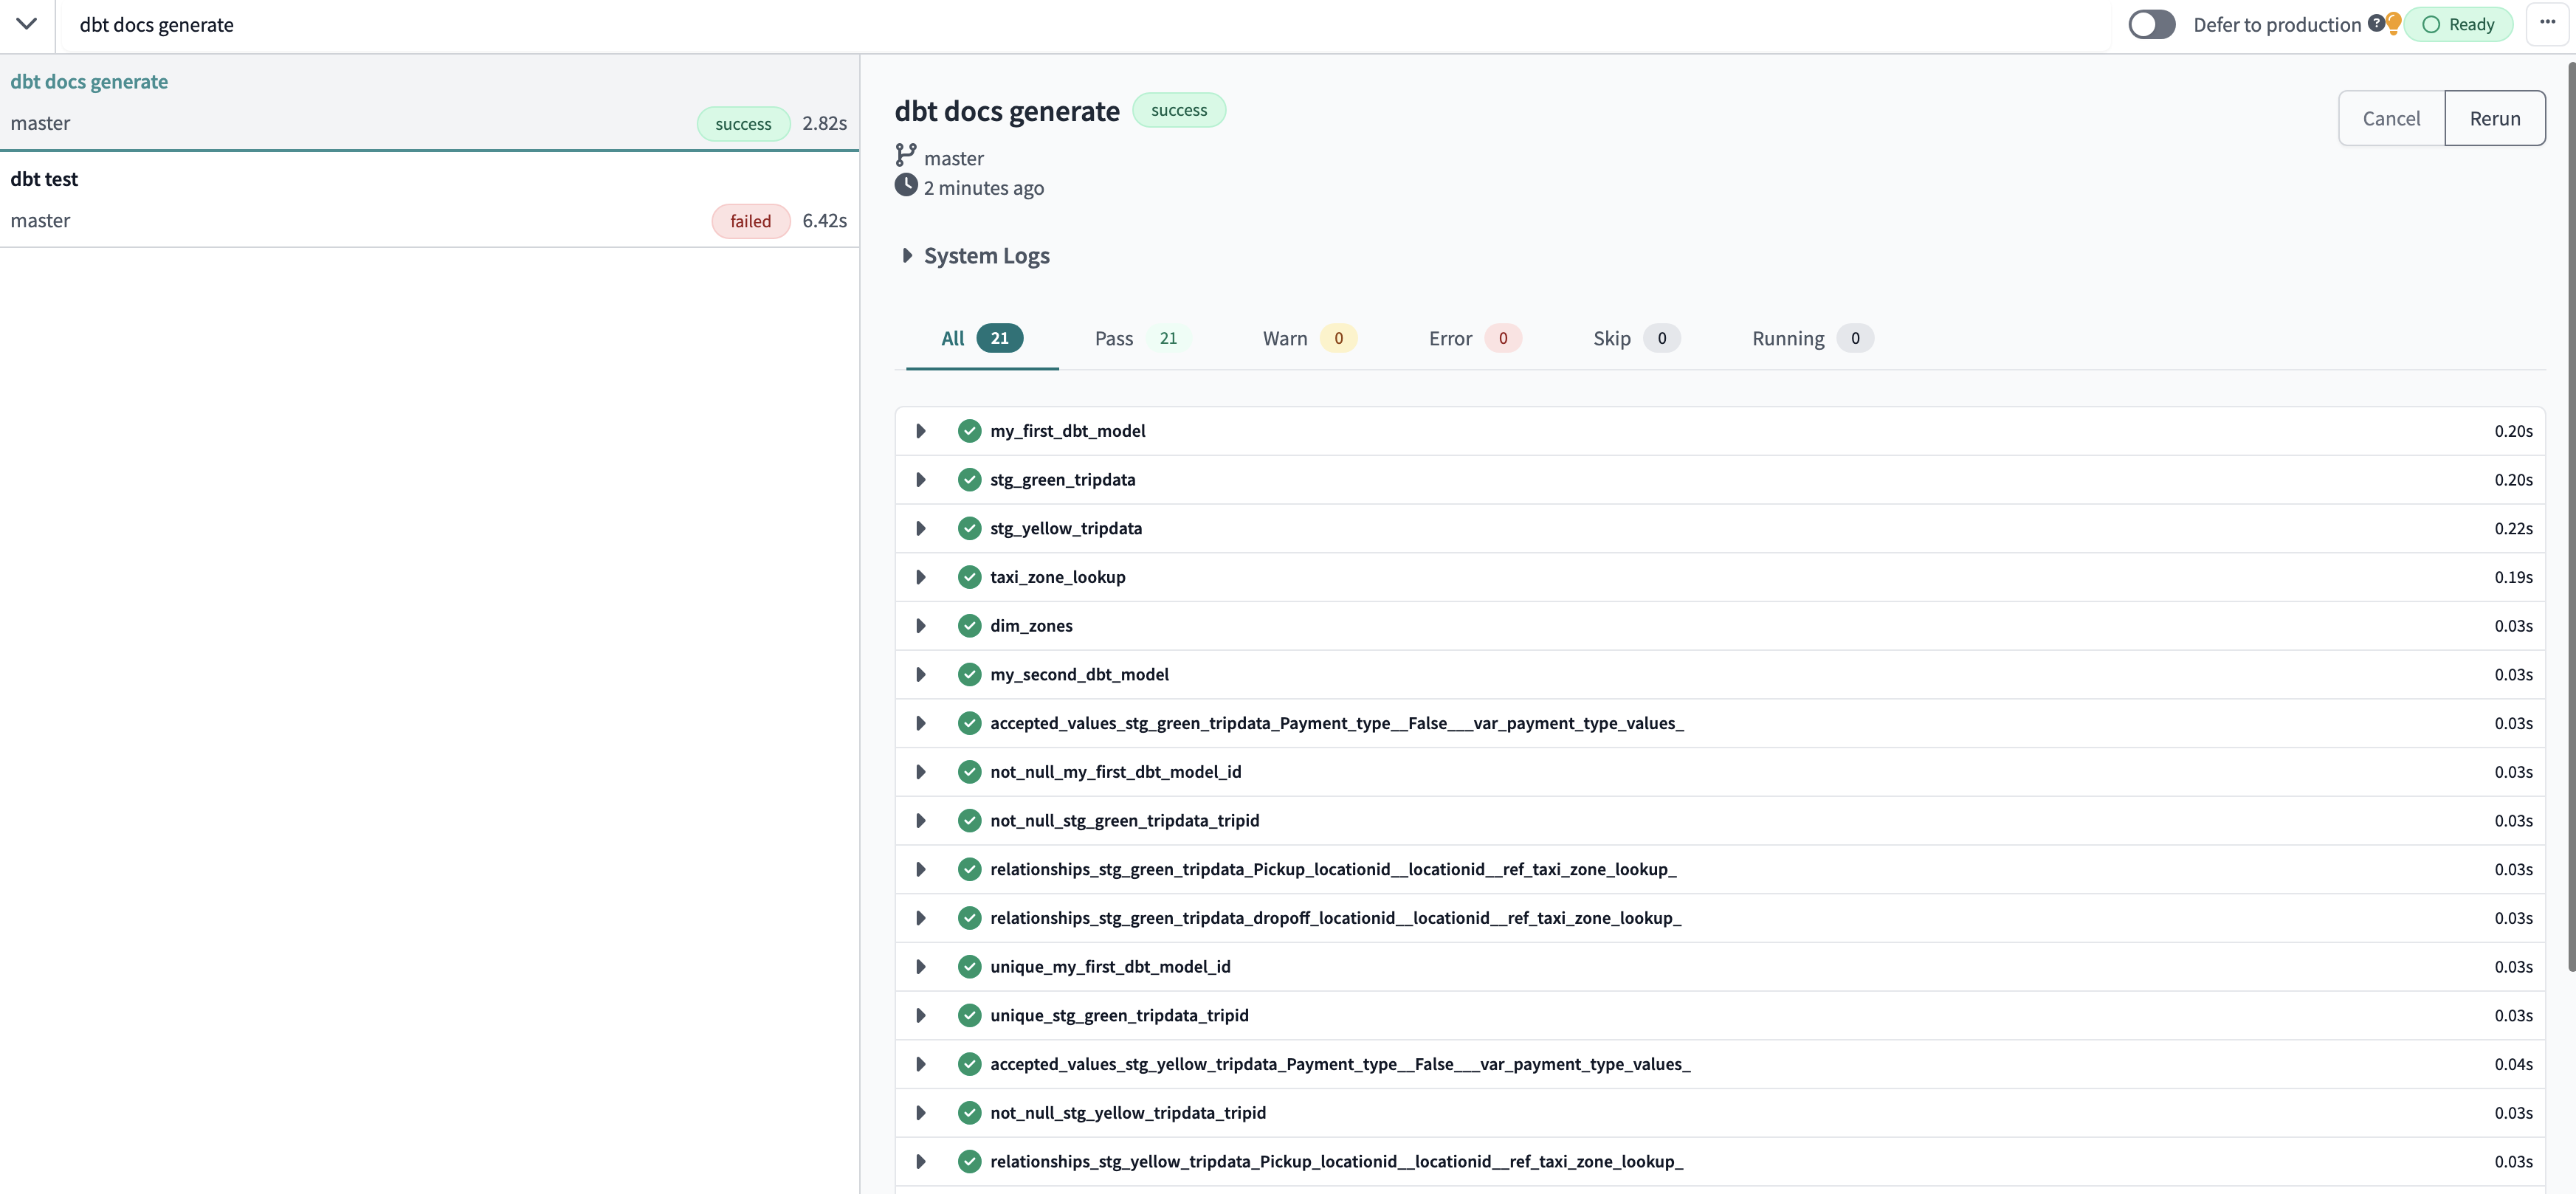 dbt docs generate
Defer to production
Ready
dbt docs generate
master
success
2.82s
dbt test
master
failed
6.42s
dbt docs generate
success
Cancel
Rerun
master
2 minutes ago
System Logs
All 21
Pass 21
Warn 0
Error 0
Skip 0
Running 0
my_first_dbt_model 0.20s
stg_green_tripdata 0.20s
stg_yellow_tripdata 0.22s
taxi_zone_lookup 0.19s
dim_zones 0.03s
my_second_dbt_model 0.03s
accepted_values_stg_green_tripdata_Payment_type__False___var_payment_type_values_ 0.03s
not_null_my_first_dbt_model_id 0.03s
not_null_stg_green_tripdata_tripid 0.03s
relationships_stg_green_tripdata_Pickup_locationid__locationid__ref_taxi_zone_lookup_ 0.03s
relationships_stg_green_tripdata_dropoff_locationid__locationid__ref_taxi_zone_lookup_ 0.03s
unique_my_first_dbt_model_id 0.03s
unique_stg_green_tripdata_tripid 0.03s
accepted_values_stg_yellow_tripdata_Payment_type__False___var_payment_type_values_ 0.04s
not_null_stg_yellow_tripdata_tripid 0.03s
relationships_stg_yellow_tripdata_Pickup_locationid__locationid__ref_taxi_zone_lookup_ 0.03s